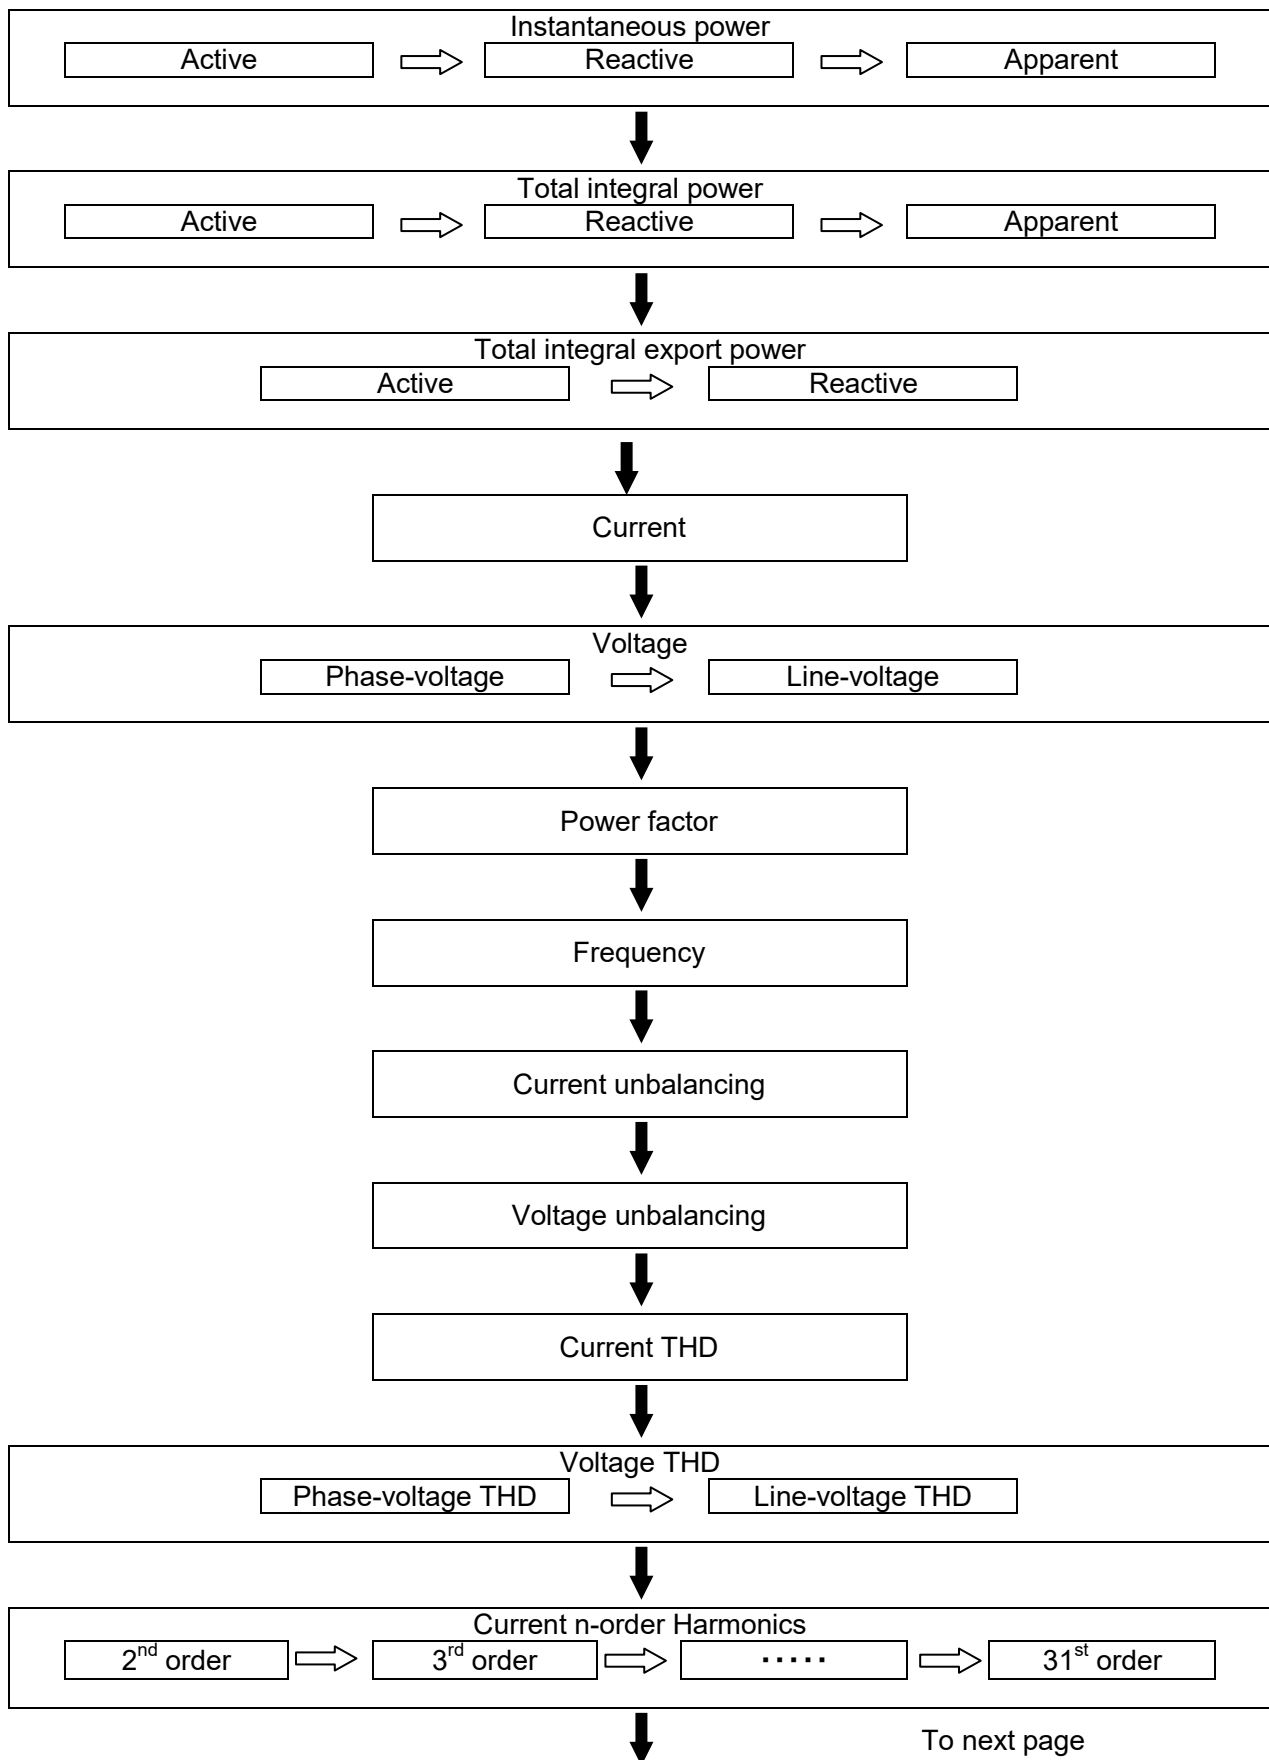 Instantaneous power
Active Reactive Apparent
Total integral power
Active Reactive Apparent
Total integral export power
Active Reactive
Current
Voltage
Phase-voltage Line-voltage
Power factor
Frequency
Current unbalancing
Voltage unbalancing
Current THD
Voltage THD
Phase-voltage THD Line-voltage THD
Current n-order Harmonics
2nd order 3rd order ..... 31st order
To next page